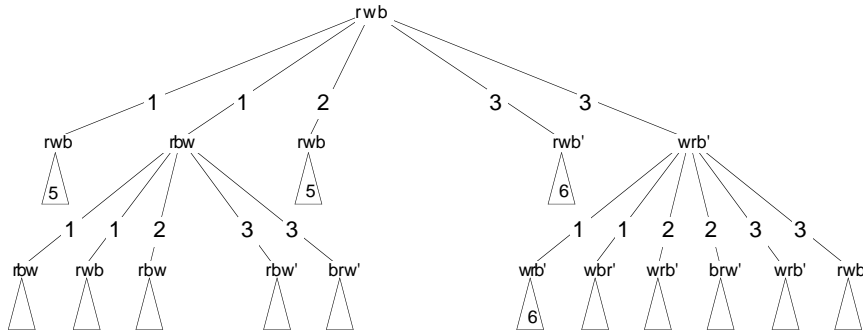 rwb
1 1 2 3 3
rwb rbw rwb rwb' wrb'
5 5 6
1 1 2 3 3 1 1 2 2 3 3
rbw rwb rbw rbw' brw' wrb' wbr' wrb' brw' wrb' rwb
6